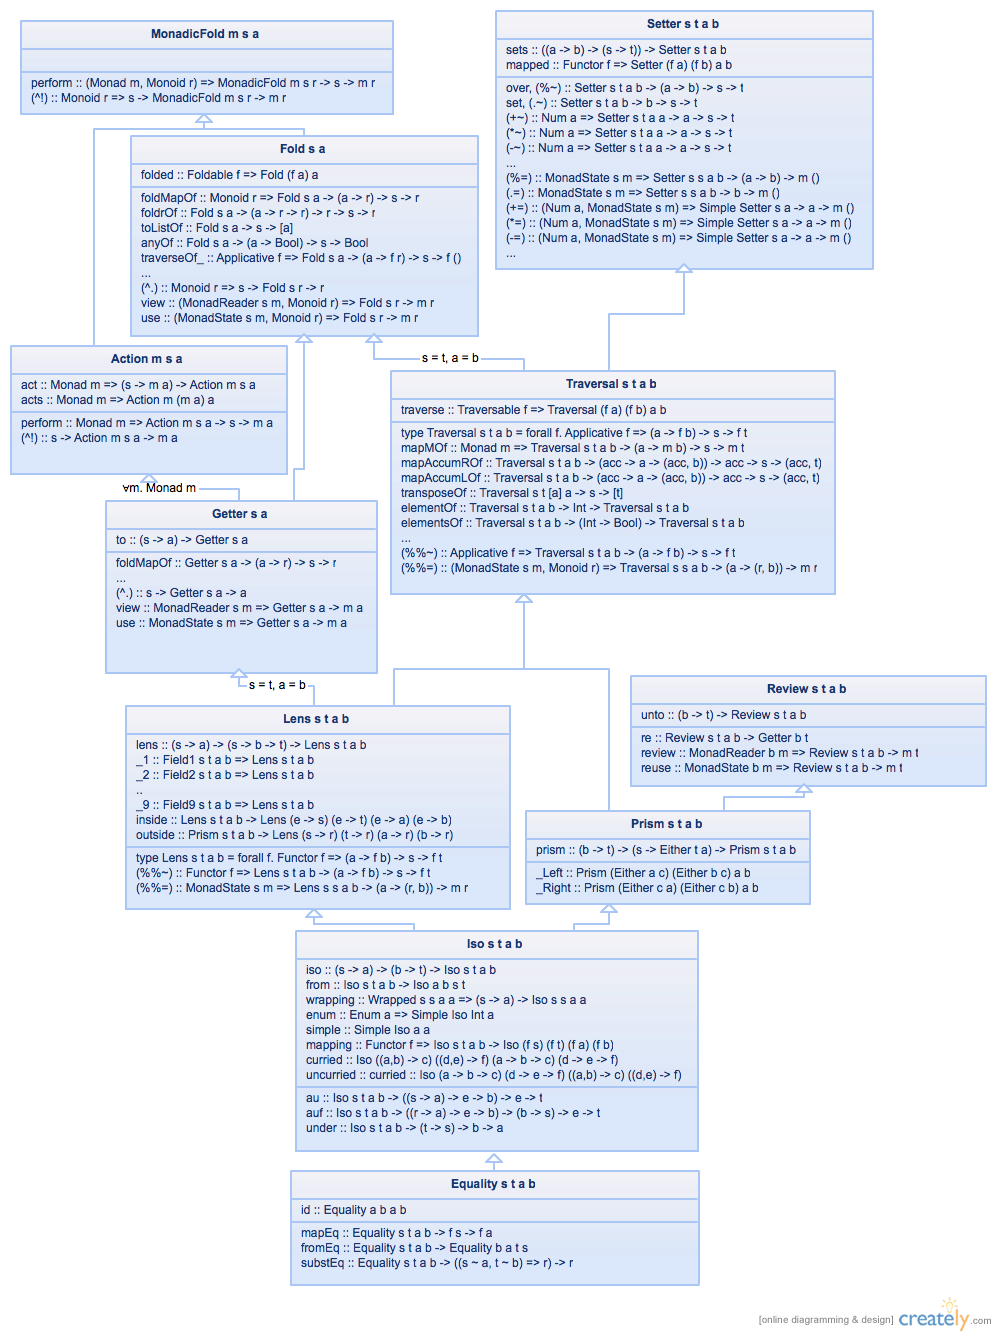 MonadicFold m s a
perform :: (Monad m, Monoid r) => MonadicFold m s r -> s -> m r
(^!) :: Monoid r => s -> MonadicFold m s r -> m r
Setter s t a b
sets :: ((a -> b) -> (s -> t)) -> Setter s t a b
mapped :: Functor f => Setter (f a) (f b) a b
over, (%~) :: Setter s t a b -> (a -> b) -> s -> t
set, (.~) :: Setter s t a b -> b -> s -> t
(+~) :: Num a => Setter s t a a -> a -> s -> t
(*~) :: Num a => Setter s t a a -> a -> s -> t
(-~) :: Num a => Setter s t a a -> a -> s -> t
...
(%=) :: MonadState s m => Setter s s a b -> (a -> b) -> m ()
(.=) :: MonadState s m => Setter s s a b -> b -> m ()
(+=) :: (Num a, MonadState s m) => Simple Setter s a -> a -> m ()
(*=) :: (Num a, MonadState s m) => Simple Setter s a -> a -> m ()
(-=) :: (Num a, MonadState s m) => Simple Setter s a -> a -> m ()
...
Fold s a
folded :: Foldable f => Fold (f a) a
foldMapOf :: Monoid r => Fold s a -> (a -> r) -> s -> r
foldrOf :: Fold s a -> (a -> r -> r) -> r -> s -> r
toListOf :: Fold s a -> s -> [a]
anyOf :: Fold s a -> (a -> Bool) -> s -> Bool
traverseOf_ :: Applicative f => Fold s a -> (a -> f r) -> s -> f ()
...
(^.) :: Monoid r => s -> Fold s r -> r
view :: (MonadReader s m, Monoid r) => Fold s r -> m r
use :: (MonadState s m, Monoid r) => Fold s r -> m r
Action m s a
act :: Monad m => (s -> m a) -> Action m s a
acts :: Monad m => Action m (m a) a
perform :: Monad m => Action m s a -> s -> m a
(^!) :: s -> Action m s a -> m a
s = t, a = b
Traversal s t a b
traverse :: Traversable f => Traversal (f a) (f b) a b
type Traversal s t a b = forall f. Applicative f => (a -> f b) -> s -> f t
mapMOf :: Monad m => Traversal s t a b -> (a -> m b) -> s -> m t
mapAccumROf :: Traversal s t a b -> (acc -> a -> (acc, b)) -> acc -> s -> (acc, t)
mapAccumLOf :: Traversal s t a b -> (acc -> a -> (acc, b)) -> acc -> s -> (acc, t)
transposeOf :: Traversal s t [a] a -> s -> [t]
elementOf :: Traversal s t a b -> Int -> Traversal s t a b
elementsOf :: Traversal s t a b -> (Int -> Bool) -> Traversal s t a b
...
(%%~) :: Applicative f => Traversal s t a b -> (a -> f b) -> s -> f t
(%%=) :: (MonadState s m, Monoid r) => Traversal s s a b -> (a -> (r, b)) -> m r
∀m. Monad m
Getter s a
to :: (s -> a) -> Getter s a
foldMapOf :: Getter s a -> (a -> r) -> s -> r
...
(^.) :: s -> Getter s a -> a
view :: MonadReader s m => Getter s a -> m a
use :: MonadState s m => Getter s a -> m a
s = t, a = b
Lens s t a b
lens :: (s -> a) -> (s -> b -> t) -> Lens s t a b
_1 :: Field1 s t a b => Lens s t a b
_2 :: Field2 s t a b => Lens s t a b
..
_9 :: Field9 s t a b => Lens s t a b
inside :: Lens s t a b -> Lens (e -> s) (e -> t) (e -> a) (e -> b)
outside :: Prism s t a b -> Lens (s -> r) (t -> r) (a -> r) (b -> r)
type Lens s t a b = forall f. Functor f => (a -> f b) -> s -> f t
(%%~) :: Functor f => Lens s t a b -> (a -> f b) -> s -> f t
(%%=) :: MonadState s m => Lens s s a b -> (a -> (r, b)) -> m r
Review s t a b
unto :: (b -> t) -> Review s t a b
re :: Review s t a b -> Getter b t
review :: MonadReader b m => Review s t a b -> m t
reuse :: MonadState b m => Review s t a b -> m t
Prism s t a b
prism :: (b -> t) -> (s -> Either t a) -> Prism s t a b
_Left :: Prism (Either a c) (Either b c) a b
_Right :: Prism (Either c a) (Either c b) a b
Iso s t a b
iso :: (s -> a) -> (b -> t) -> Iso s t a b
from :: Iso s t a b -> Iso a b s t
wrapping :: Wrapped s s a a => (s -> a) -> Iso s s a a
enum :: Enum a => Simple Iso Int a
simple :: Simple Iso a a
mapping :: Functor f => Iso s t a b -> Iso (f s) (f t) (f a) (f b)
curried :: Iso ((a,b) -> c) ((d,e) -> f) (a -> b -> c) (d -> e -> f)
uncurried :: curried :: Iso (a -> b -> c) (d -> e -> f) ((a,b) -> c) ((d,e) -> f)
au :: Iso s t a b -> ((s -> a) -> e -> b) -> e -> t
auf :: Iso s t a b -> ((r -> a) -> e -> b) -> (b -> s) -> e -> t
under :: Iso s t a b -> (t -> s) -> b -> a
Equality s t a b
id :: Equality a b a b
mapEq :: Equality s t a b -> f s -> f a
fromEq :: Equality s t a b -> Equality b a t s
substEq :: Equality s t a b -> ((s ~ a, t ~ b) => r) -> r
[online diagramming & design] creately.com